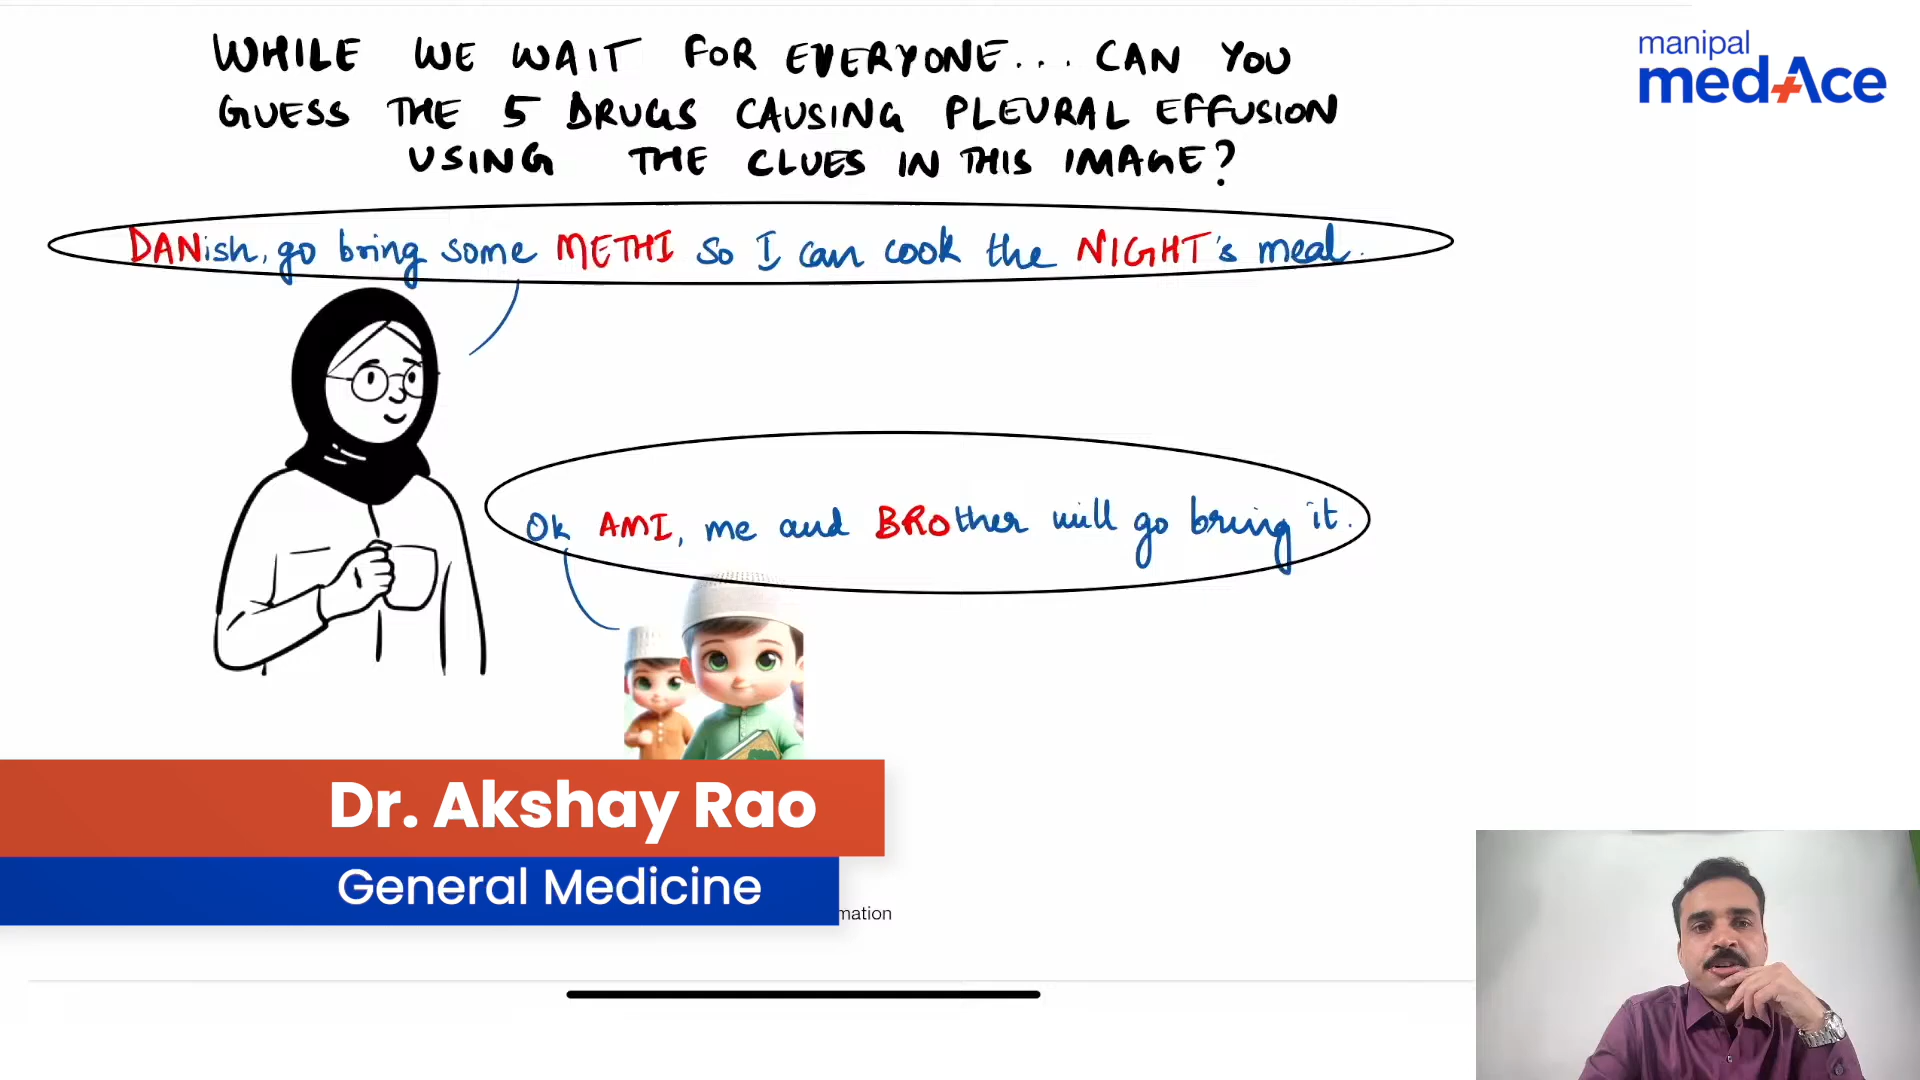 WHILE WE WAIT FOR EVERYONE... CAN YOU
GUESS THE 5 DRUGS CAUSING PLEURAL EFFUSION
USING THE CLUES IN THIS IMAGE?
manipal
medAce
DANish, go bring some METHI so I can cook the NIGHT's meal.
Ok AMI, me and BROther will go bring it.
Dr. Akshay Rao
General Medicine
mation